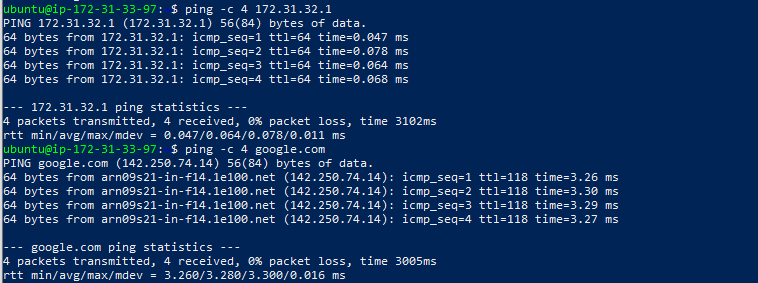 ubuntu@ip-172-31-33-97: $ ping -c 4 172.31.32.1
PING 172.31.32.1 (172.31.32.1) 56(84) bytes of data.
64 bytes from 172.31.32.1: icmp_seq=1 ttl=64 time=0.047 ms
64 bytes from 172.31.32.1: icmp_seq=2 ttl=64 time=0.078 ms
64 bytes from 172.31.32.1: icmp_seq=3 ttl=64 time=0.064 ms
64 bytes from 172.31.32.1: icmp_seq=4 ttl=64 time=0.068 ms
--- 172.31.32.1 ping statistics ---
4 packets transmitted, 4 received, 0% packet loss, time 3102ms
rtt min/avg/max/mdev = 0.047/0.064/0.078/0.011 ms
ubuntu@ip-172-31-33-97: $ ping -c 4 google.com
PING google.com (142.250.74.14) 56(84) bytes of data.
64 bytes from arn09s21-in-f14.1e100.net (142.250.74.14): icmp_seq=1 ttl=118 time=3.26 ms
64 bytes from arn09s21-in-f14.1e100.net (142.250.74.14): icmp_seq=2 ttl=118 time=3.30 ms
64 bytes from arn09s21-in-f14.1e100.net (142.250.74.14): icmp_seq=3 ttl=118 time=3.29 ms
64 bytes from arn09s21-in-f14.1e100.net (142.250.74.14): icmp_seq=4 ttl=118 time=3.27 ms
--- google.com ping statistics ---
4 packets transmitted, 4 received, 0% packet loss, time 3005ms
rtt min/avg/max/mdev = 3.260/3.280/3.300/0.016 ms